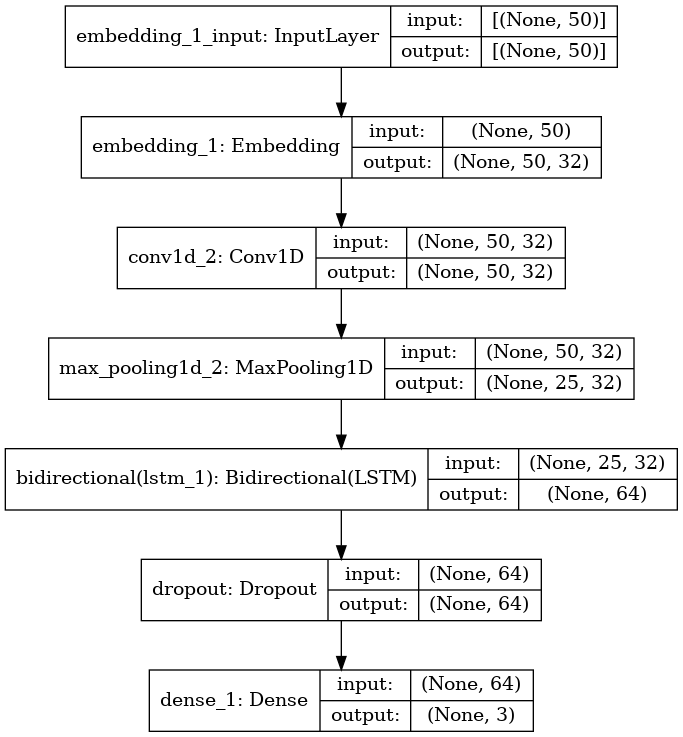 embedding_1_input: InputLayer
input: [(None, 50)]
output: [(None, 50)]
embedding_1: Embedding
input: (None, 50)
output: (None, 50, 32)
conv1d_2: Conv1D
input: (None, 50, 32)
output: (None, 50, 32)
max_pooling1d_2: MaxPooling1D
input: (None, 50, 32)
output: (None, 25, 32)
bidirectional(lstm_1): Bidirectional(LSTM)
input: (None, 25, 32)
output: (None, 64)
dropout: Dropout
input: (None, 64)
output: (None, 64)
dense_1: Dense
input: (None, 64)
output: (None, 3)